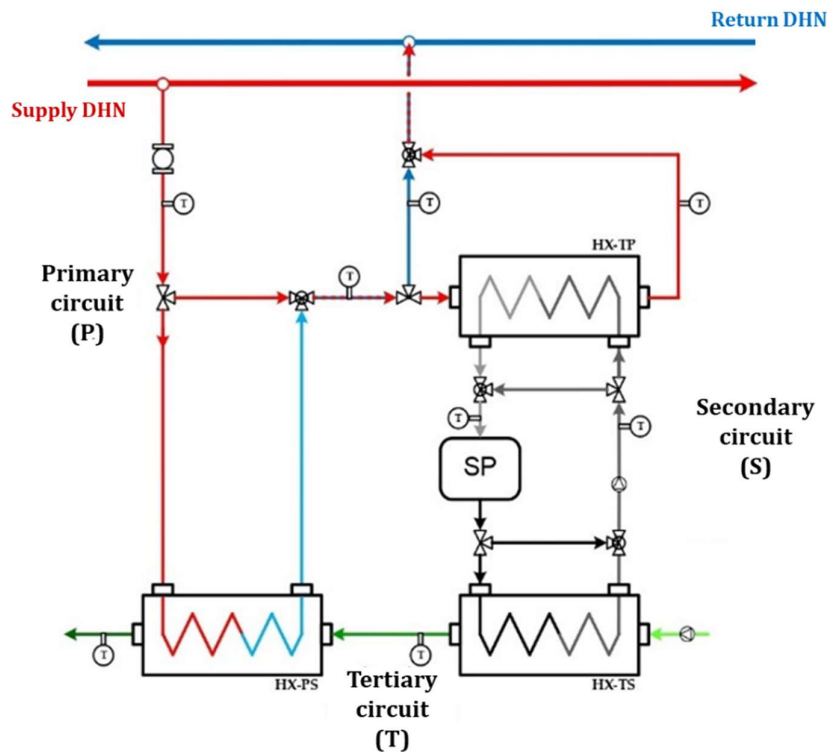 Return DHN
Supply DHN
T
T
T
HX-TP
Primary
circuit
(P)
T
Secondary
circuit
(S)
T
T
SP
HX-PS
HX-TS
T
T
Tertiary
circuit
(T)